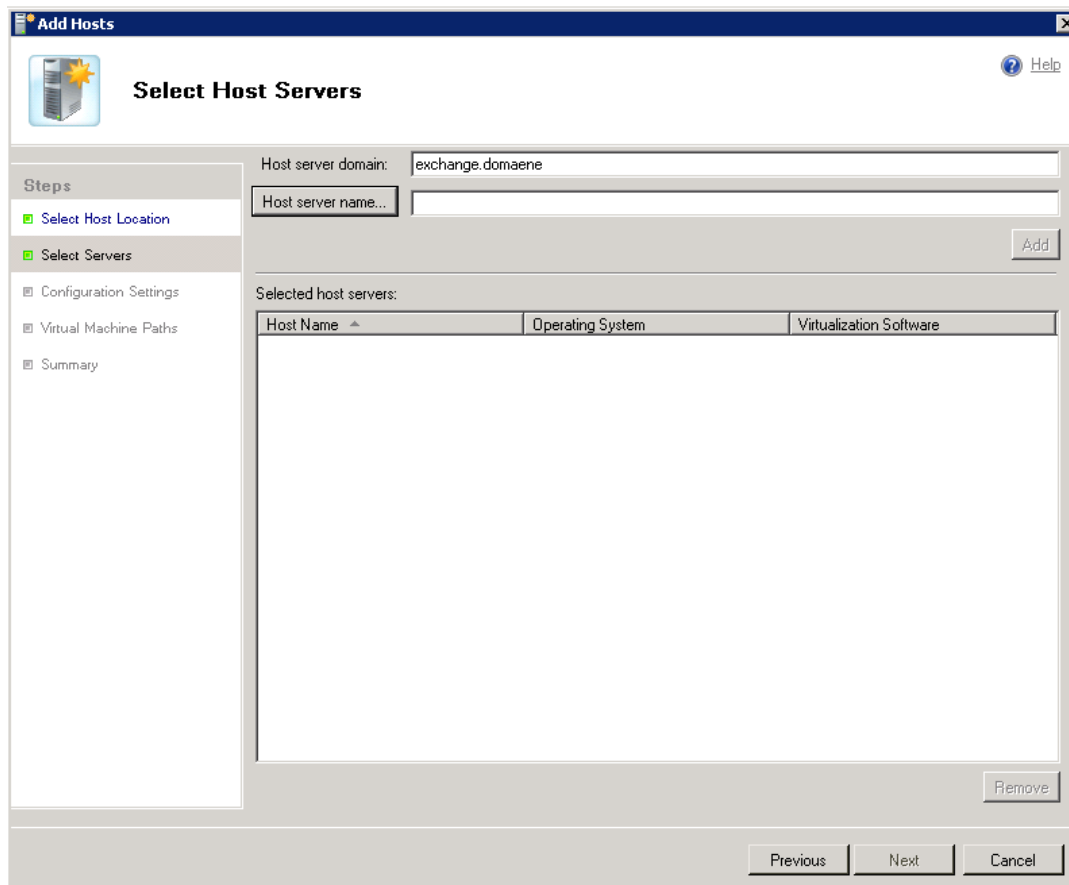 Add Hosts
Select Host Servers
Help
Steps
Select Host Location
Select Servers
Configuration Settings
Virtual Machine Paths
Summary
Host server domain: exchange.domaene
Host server name...
Add
Selected host servers:
Host Name Operating System Virtualization Software
Remove
Previous Next Cancel